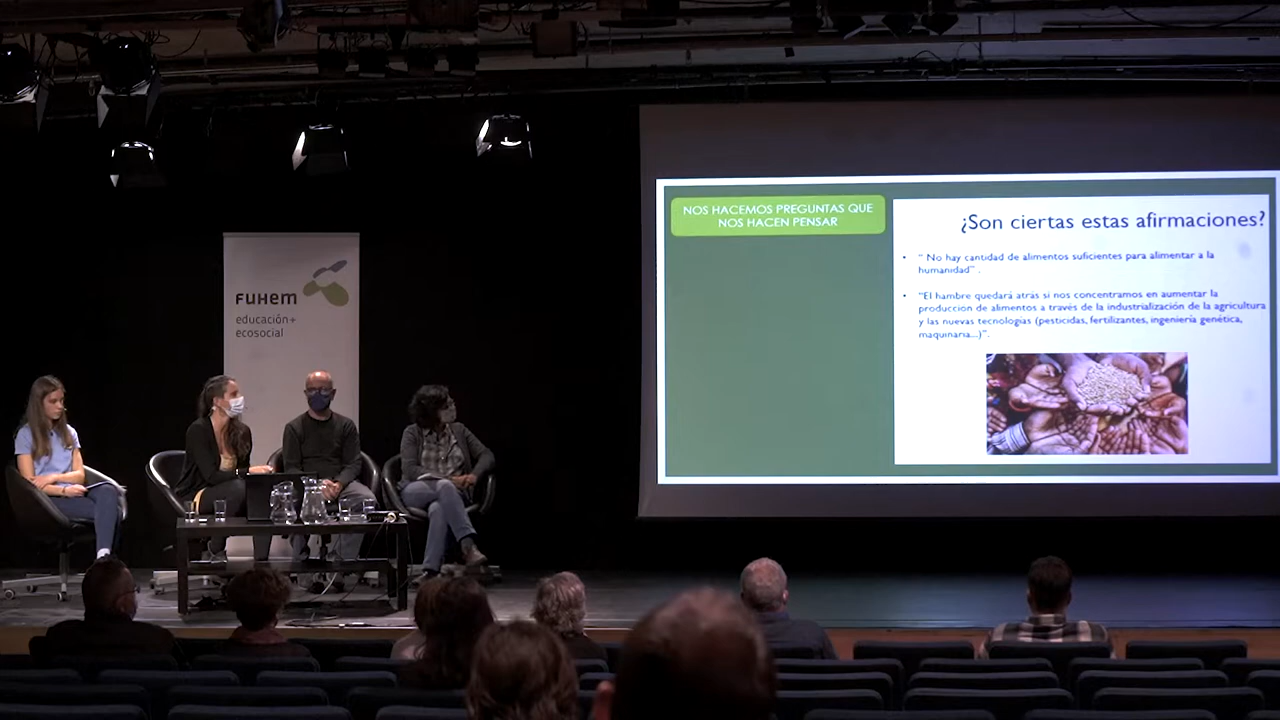 FUHEM
educación+
ecosocial
NOS HACEMOS PREGUNTAS QUE
NOS HACEN PENSAR
¿Son ciertas estas afirmaciones?
• “ No hay cantidad de alimentos suficientes para alimentar a la
humanidad” .
• “El hambre quedará atrás si nos concentramos en aumentar la
producción de alimentos a través de la industrialización de la agricultura
y las nuevas tecnologías (pesticidas, fertilizantes, ingeniería genética,
maquinaria...)”.